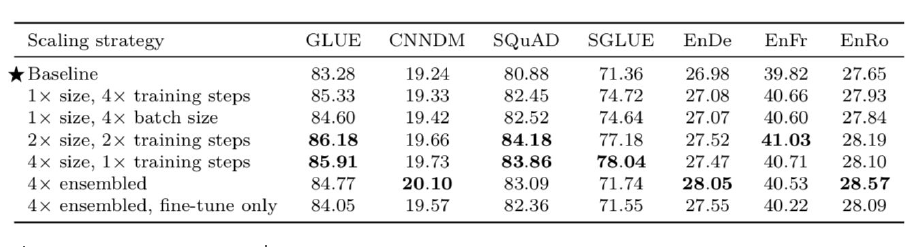 Scaling strategy GLUE CNNDM SQuAD SGLUE EnDe EnFr EnRo
★ Baseline 83.28 19.24 80.88 71.36 26.98 39.82 27.65
1× size, 4× training steps 85.33 19.33 82.45 74.72 27.08 40.66 27.93
1× size, 4× batch size 84.60 19.42 82.52 74.64 27.07 40.60 27.84
2× size, 2× training steps 86.18 19.66 84.18 77.18 27.52 41.03 28.19
4× size, 1× training steps 85.91 19.73 83.86 78.04 27.47 40.71 28.10
4× ensembled 84.77 20.10 83.09 71.74 28.05 40.53 28.57
4× ensembled, fine-tune only 84.05 19.57 82.36 71.55 27.55 40.22 28.09